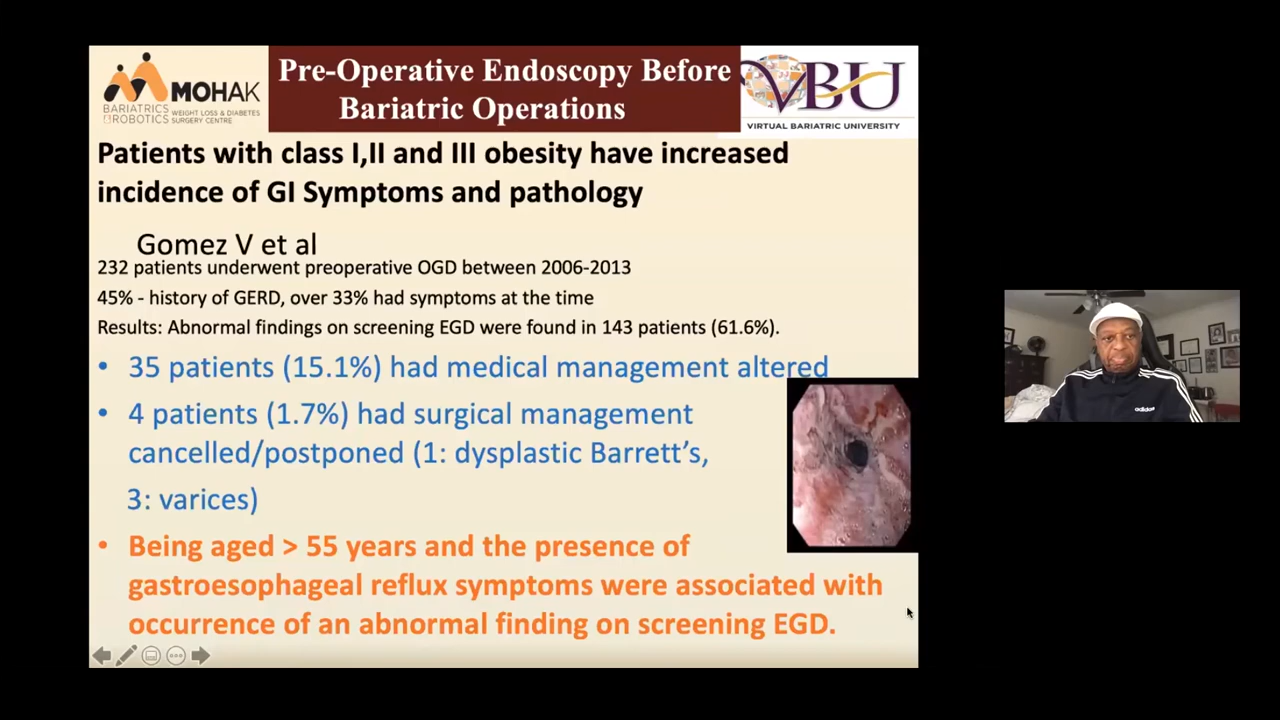 MOHAK
BARIATRICS
ROBOTICS
WEIGHT LOSS & DIABETES
SURGERY CENTRE
Pre-Operative Endoscopy Before
Bariatric Operations
VBU
VIRTUAL BARIATRIC UNIVERSITY
Patients with class I,II and III obesity have increased
incidence of GI Symptoms and pathology
Gomez V et al
232 patients underwent preoperative OGD between 2006-2013
45% - history of GERD, over 33% had symptoms at the time
Results: Abnormal findings on screening EGD were found in 143 patients (61.6%).
• 35 patients (15.1%) had medical management altered
• 4 patients (1.7%) had surgical management
cancelled/postponed (1: dysplastic Barrett’s,
3: varices)
• Being aged > 55 years and the presence of
gastroesophageal reflux symptoms were associated with
occurrence of an abnormal finding on screening EGD.
adidas